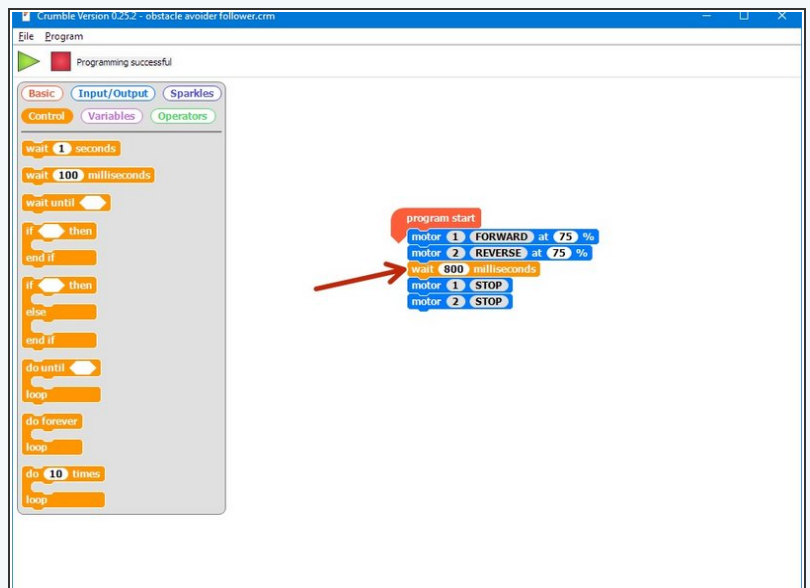 Crumble Version 0.25.2 - obstacle avoider follower.crm
File Program
Programming successful
Basic Input/Output Sparkles
Control Variables Operators
wait 1 seconds
wait 100 milliseconds
wait until
if then
end if
if then
else
end if
do until
loop
do forever
loop
do 10 times
loop
program start
motor 1 FORWARD at 75 %
motor 2 REVERSE at 75 %
wait 800 milliseconds
motor 1 STOP
motor 2 STOP